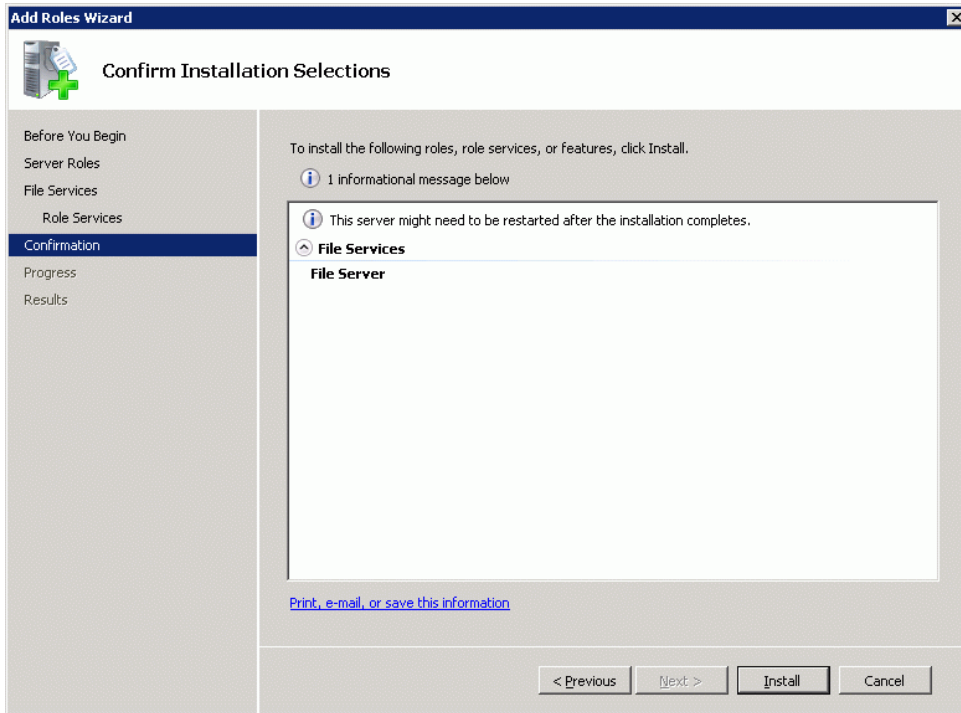 Add Roles Wizard
Confirm Installation Selections
Before You Begin
Server Roles
File Services
Role Services
Confirmation
Progress
Results
To install the following roles, role services, or features, click Install.
1 informational message below
This server might need to be restarted after the installation completes.
File Services
File Server
Print, e-mail, or save this information
< Previous
Next >
Install
Cancel